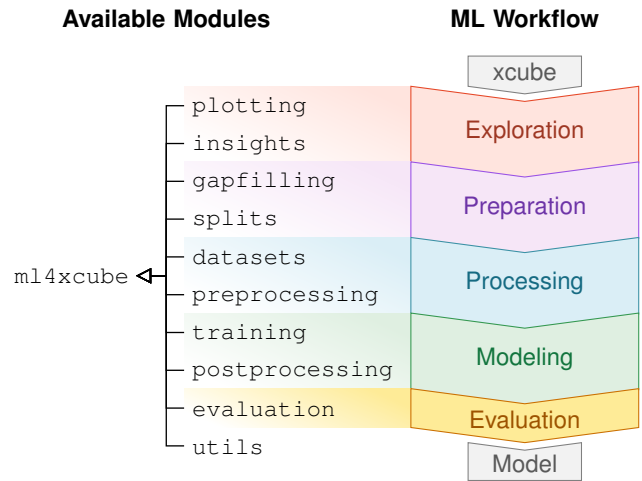 Available Modules
ML Workflow
xcube
plotting
Exploration
insights
gapfilling
Preparation
splits
datasets
ml4xcube
Processing
preprocessing
training
Modeling
postprocessing
evaluation
Evaluation
utils
Model